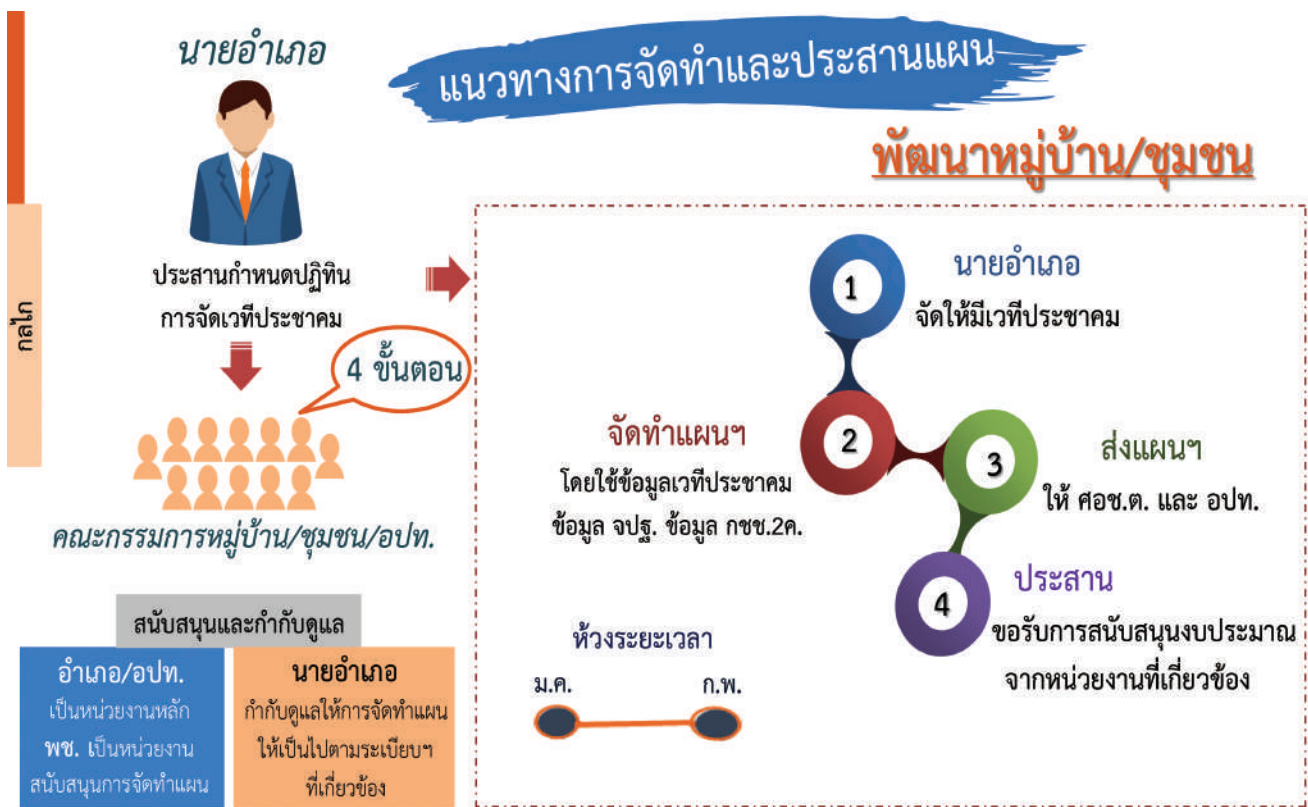 แนวทางการจัดทำและประสานแผน
พัฒนาหมู่บ้าน/ชุมชน
กลไก
นายอำเภอ
ประสานกำหนดปฏิทิน
การจัดเวทีประชาคม
4 ขั้นตอน
คณะกรรมการหมู่บ้าน/ชุมชน/อปท.
สนับสนุนและกำกับดูแล
อำเภอ/อปท.
เป็นหน่วยงานหลัก
พช. เป็นหน่วยงาน
สนับสนุนการจัดทำแผน
นายอำเภอ
กำกับดูแลให้การจัดทำแผน
ให้เป็นไปตามระเบียบฯ
ที่เกี่ยวข้อง
1
นายอำเภอ
จัดให้มีเวทีประชาคม
2
จัดทำแผนฯ
โดยใช้ข้อมูลเวทีประชาคม
ข้อมูล จปฐ. ข้อมูล กชช.2ค.
3
ส่งแผนฯ
ให้ ศอช.ต. และ อปท.
4
ประสาน
ขอรับการสนับสนุนงบประมาณ
จากหน่วยงานที่เกี่ยวข้อง
ห้วงระยะเวลา
ม.ค. ก.พ.